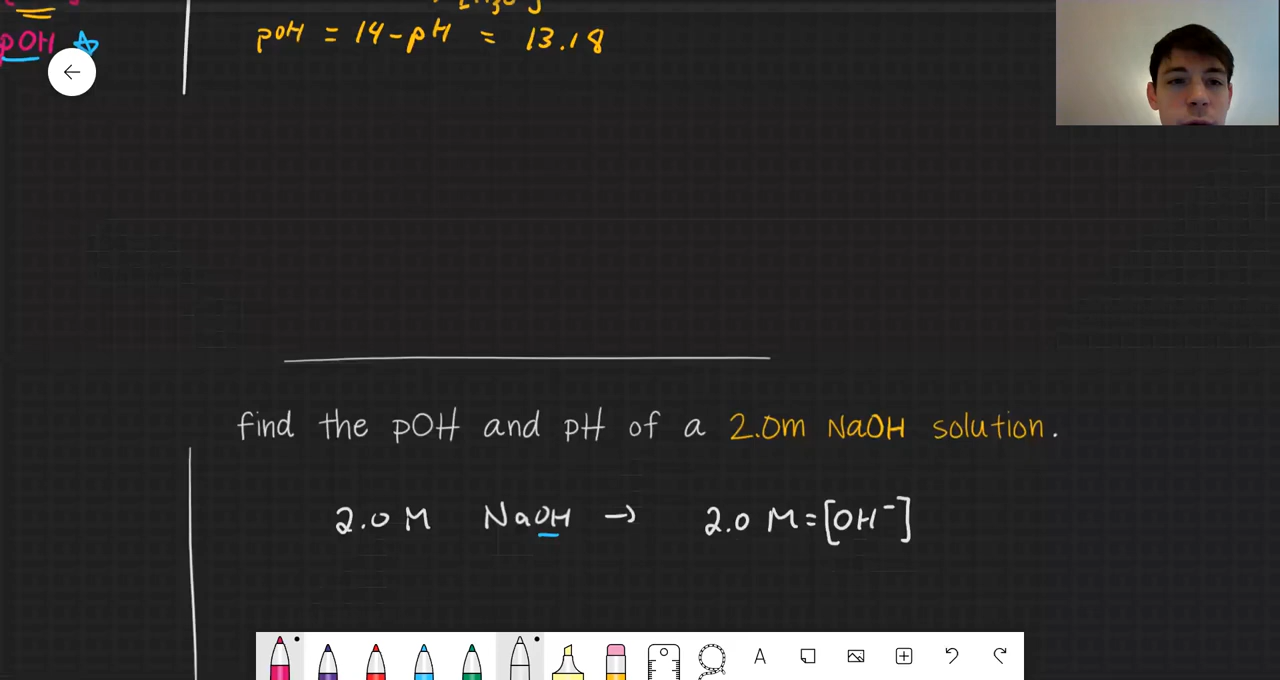 pOH
pOH = 14 - pH = 13.18
find the pOH and pH of a 2.0m NaOH solution.
2.0 M NaOH → 2.0 M = [OH⁻]
A